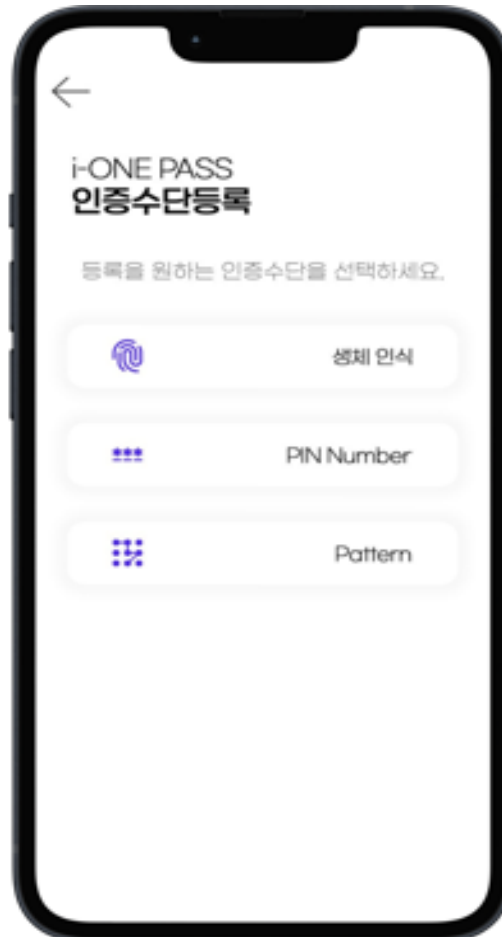 i-ONE PASS
인증수단등록
등록을 원하는 인증수단을 선택하세요.
생체 인식
PIN Number
Pattern